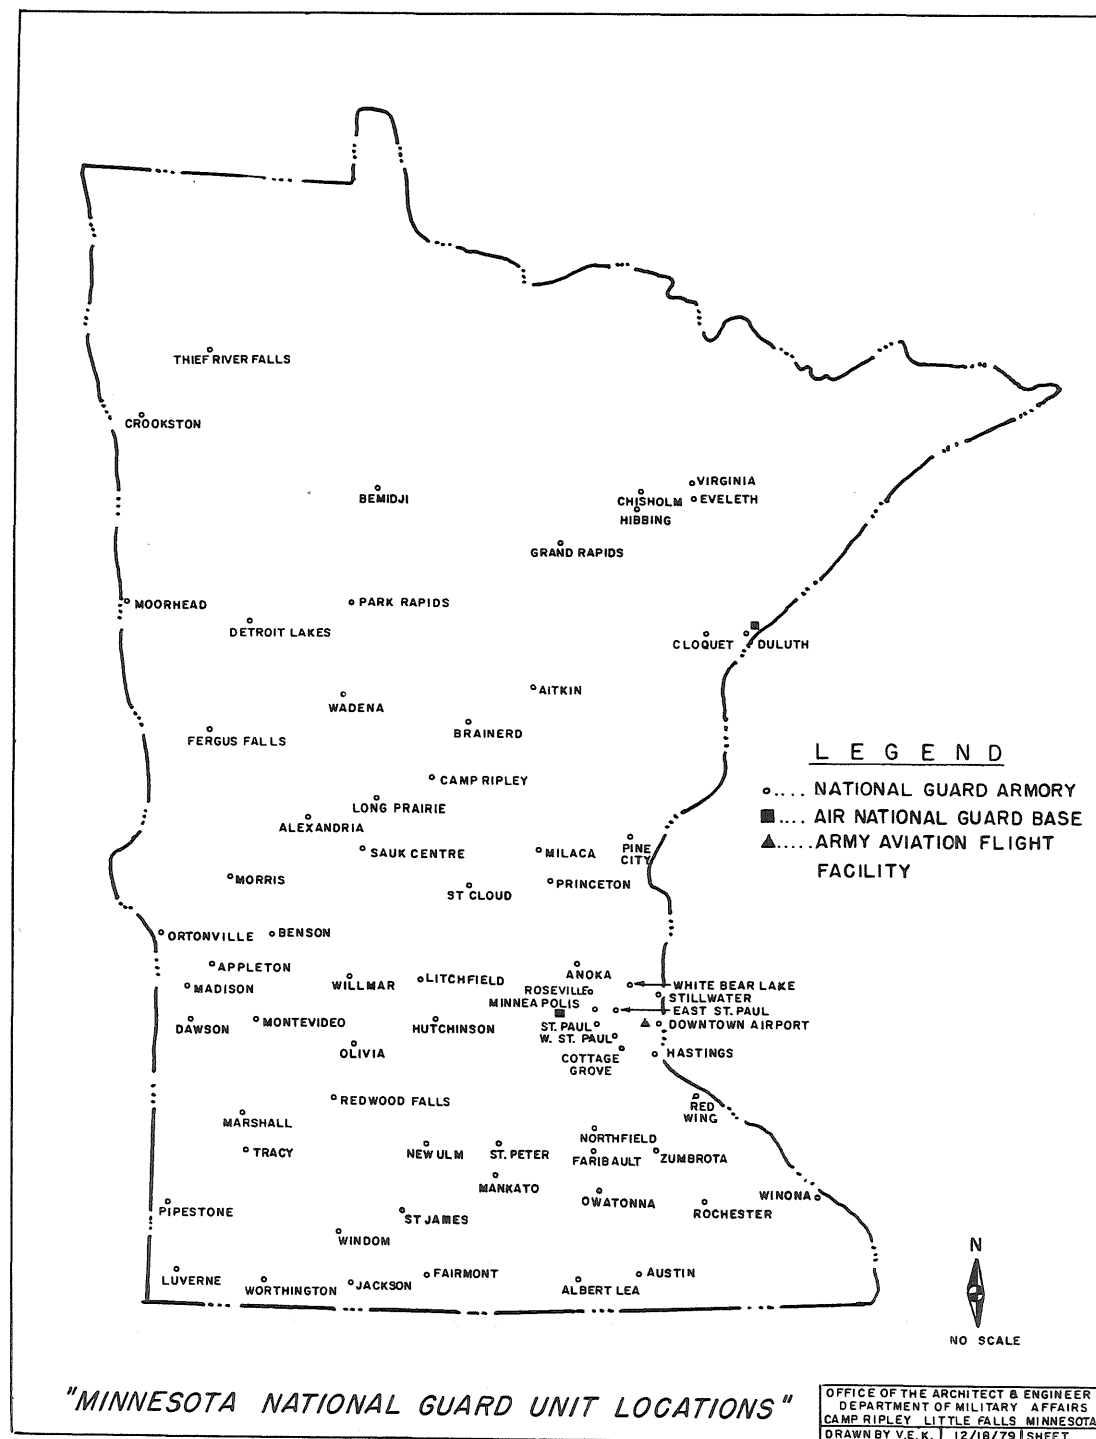 THIEF RIVER FALLS
CROOKSTON
BEMIDJI
VIRGINIA
CHISHOLM
EVELETH
HIBBING
GRAND RAPIDS
MOORHEAD
PARK RAPIDS
DETROIT LAKES
CLOQUET
DULUTH
AITKIN
WADENA
BRAINERD
FERGUS FALLS
CAMP RIPLEY
LONG PRAIRIE
ALEXANDRIA
SAUK CENTRE
MILACA
PINE
CITY
MORRIS
ST CLOUD
PRINCETON
ORTONVILLE
BENSON
APPLETON
MADISON
WILLMAR
LITCHFIELD
ANOKA
ROSEVILLE
MINNEAPOLIS
WHITE BEAR LAKE
STILLWATER
EAST ST. PAUL
DAWSON
MONTEVIDEO
HUTCHINSON
ST. PAUL
W. ST. PAUL
DOWNTOWN AIRPORT
OLIVIA
COTTAGE
GROVE
HASTINGS
REDWOOD FALLS
RED
WING
MARSHALL
TRACY
NEW ULM
ST. PETER
NORTHFIELD
FARIBAULT
ZUMBROTA
MANKATO
OWATONNA
WINONA
ROCHESTER
PIPESTONE
ST JAMES
WINDOM
LUVERNE
WORTHINGTON
JACKSON
FAIRMONT
ALBERT LEA
AUSTIN
LEGEND
.... NATIONAL GUARD ARMORY
.... AIR NATIONAL GUARD BASE
..... ARMY AVIATION FLIGHT
FACILITY
N
NO SCALE
"MINNESOTA NATIONAL GUARD UNIT LOCATIONS"
OFFICE OF THE ARCHITECT & ENGINEER
DEPARTMENT OF MILITARY AFFAIRS
CAMP RIPLEY LITTLE FALLS MINNESOTA
DRAWN BY V.E.K. 12/18/79 SHEET